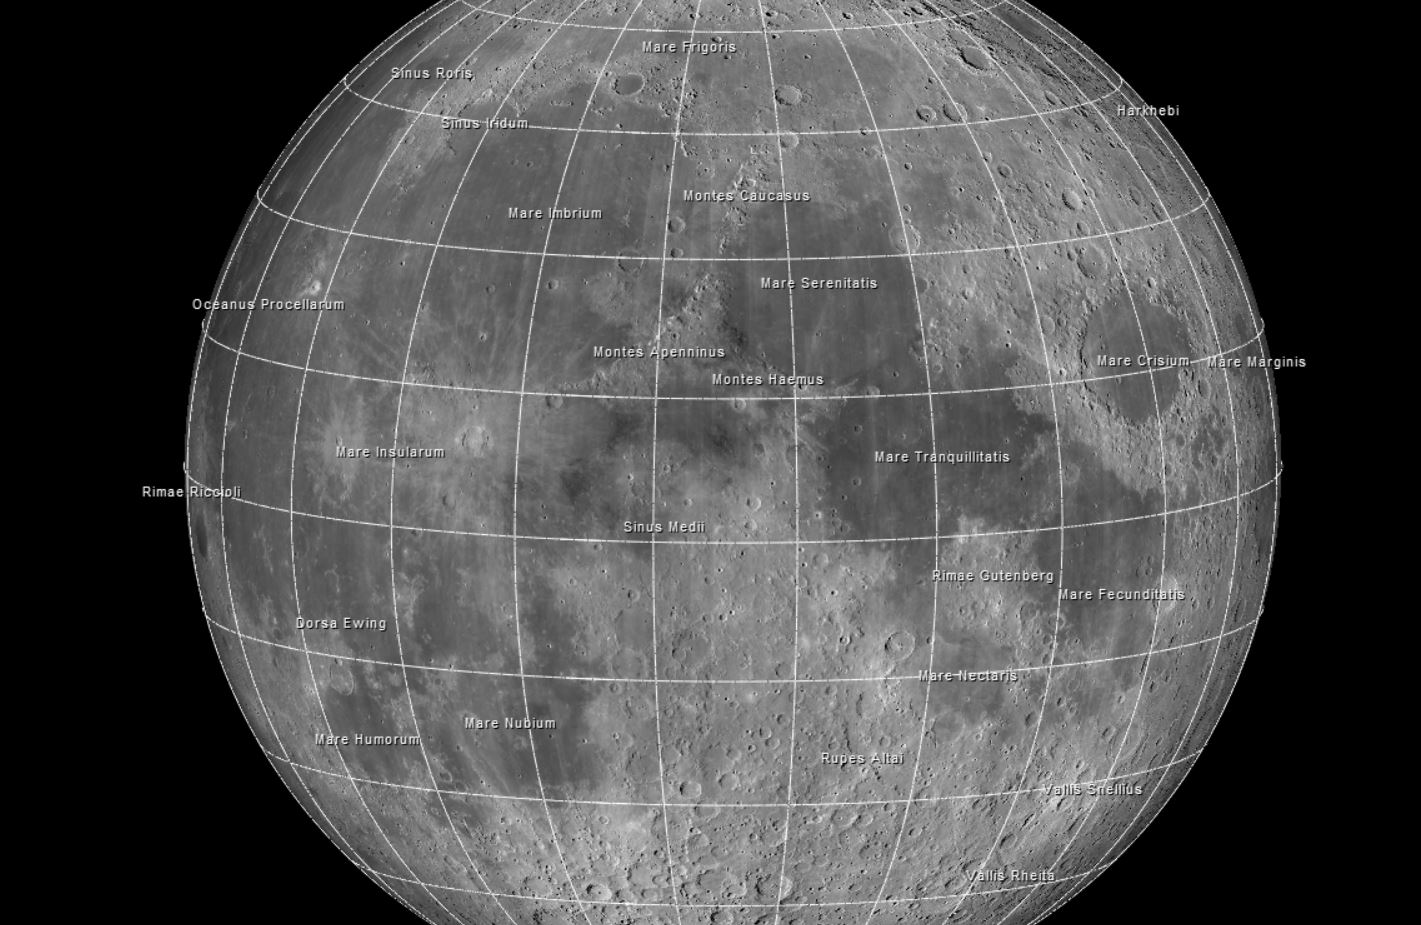 Mare Frigoris
Sinus Roris
Harkhebi
Sinus Iridum
Montes Caucasus
Mare Imbrium
Mare Serenitatis
Oceanus Procellarum
Montes Apenninus
Mare Crisium
Mare Marginis
Montes Haemus
Mare Insularum
Mare Tranquillitatis
Rimae Riccioli
Sinus Medii
Rimae Gutenberg
Mare Fecunditatis
Dorsa Ewing
Mare Nectaris
Mare Nubium
Mare Humorum
Rupes Altai
Vallis Snellius
Vallis Rheita